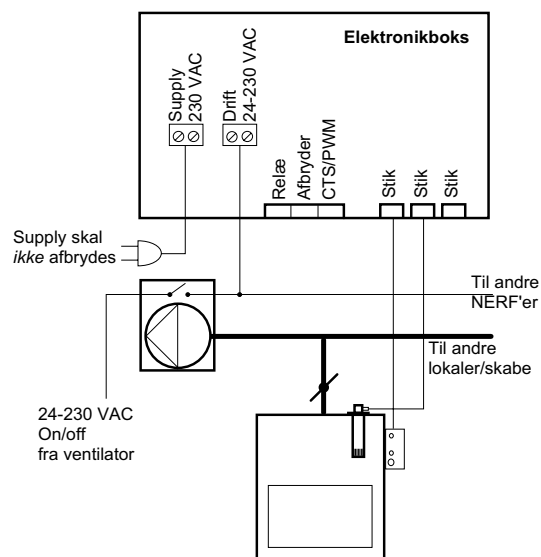 Elektronikboks
Supply
230 VAC
Drift
24-230 VAC
Relæ
Afbryder
CTS/PWM
Stik
Stik
Stik
Supply skal
ikke afbrydes
Til andre
NERF'er
Til andre
lokaler/skabe
24-230 VAC
On/off
fra ventilator